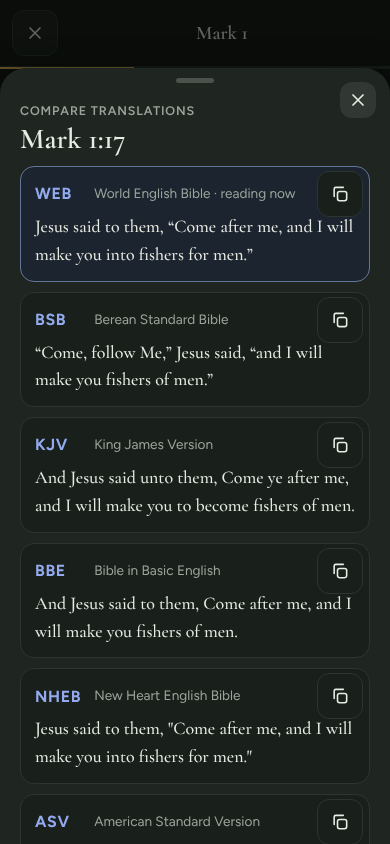 Mark 1
COMPARE TRANSLATIONS
Mark 1:17
WEB World English Bible · reading now
Jesus said to them, “Come after me, and I will
make you into fishers for men.”
BSB Berean Standard Bible
“Come, follow Me,” Jesus said, “and I will
make you fishers of men.”
KJV King James Version
And Jesus said unto them, Come ye after me,
and I will make you to become fishers of men.
BBE Bible in Basic English
And Jesus said to them, Come after me, and I
will make you fishers of men.
NHEB New Heart English Bible
Jesus said to them, "Come after me, and I will
make you into fishers for men."
ASV American Standard Version